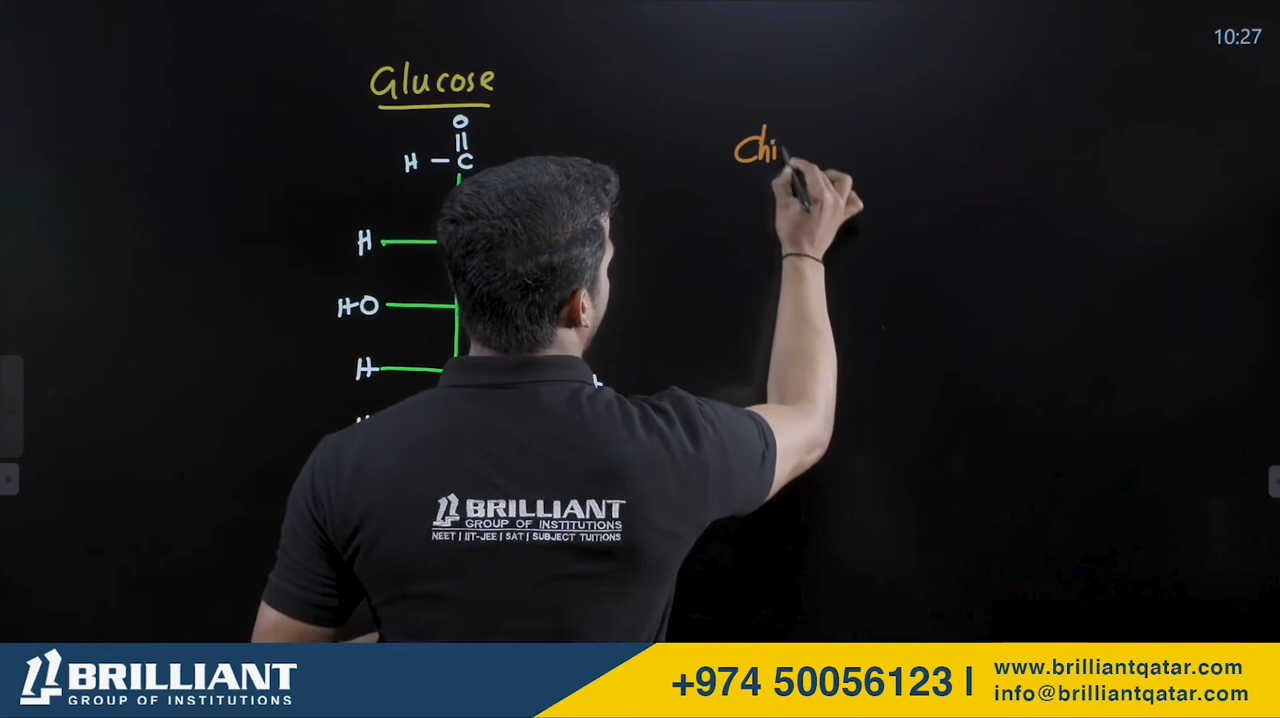 10:27
Glucose
O
H — C
H
HO
H
Chi
BRILLIANT
GROUP OF INSTITUTIONS
NEET | IIT-JEE | SAT | SUBJECT TUITIONS
BRILLIANT
GROUP OF INSTITUTIONS
+974 50056123 |
www.brilliantqatar.com
info@brilliantqatar.com